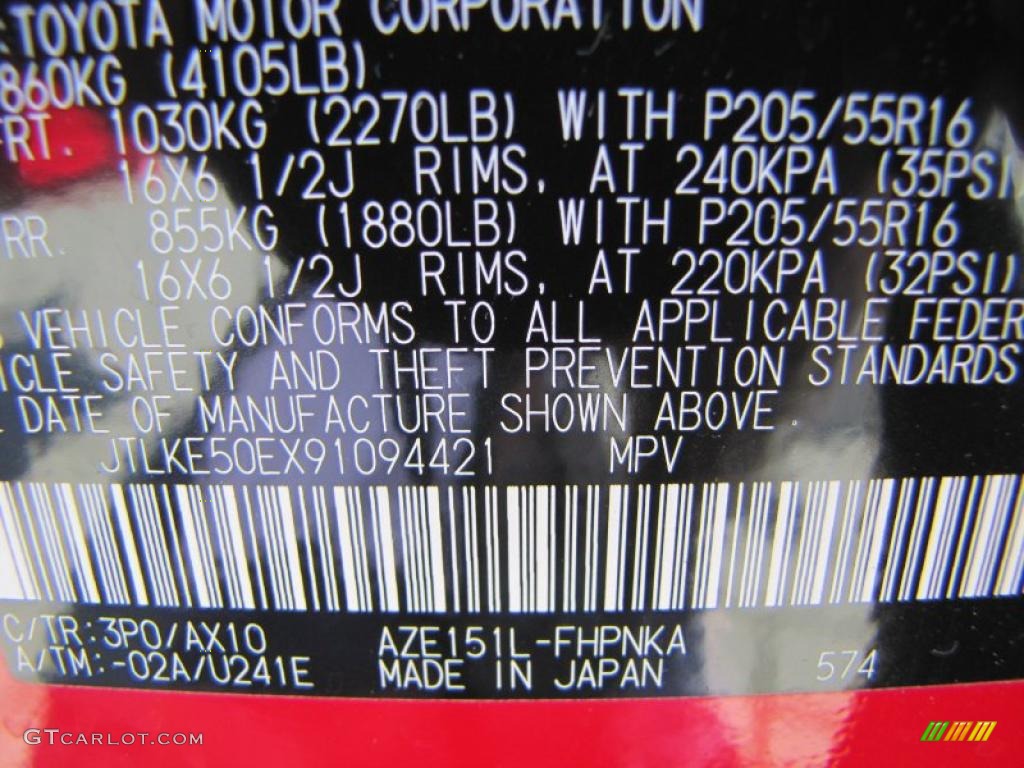 :TOYOTA MOTOR CORPORATION
860KG (4105LB)
FRT. 1030KG (2270LB) WITH P205/55R16
16X6 1/2J RIMS, AT 240KPA (35PSI)
RR. 855KG (1880LB) WITH P205/55R16
16X6 1/2J RIMS, AT 220KPA (32PSI)
VEHICLE CONFORMS TO ALL APPLICABLE FEDER
ICLE SAFETY AND THEFT PREVENTION STANDARDS
DATE OF MANUFACTURE SHOWN ABOVE.
JTLKE50EX91094421 MPV
C/TR:3P0/AX10 AZE151L-FHPNKA
A/TM:-02A/U241E MADE IN JAPAN 574
GTCARLOT.COM